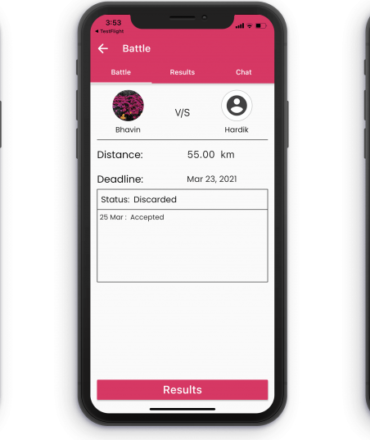 3:53
◀ TestFlight
← Battle
Battle Results Chat
V/S
Bhavin Hardik
Distance: 55.00 km
Deadline: Mar 23, 2021
Status: Discarded
25 Mar : Accepted
Results